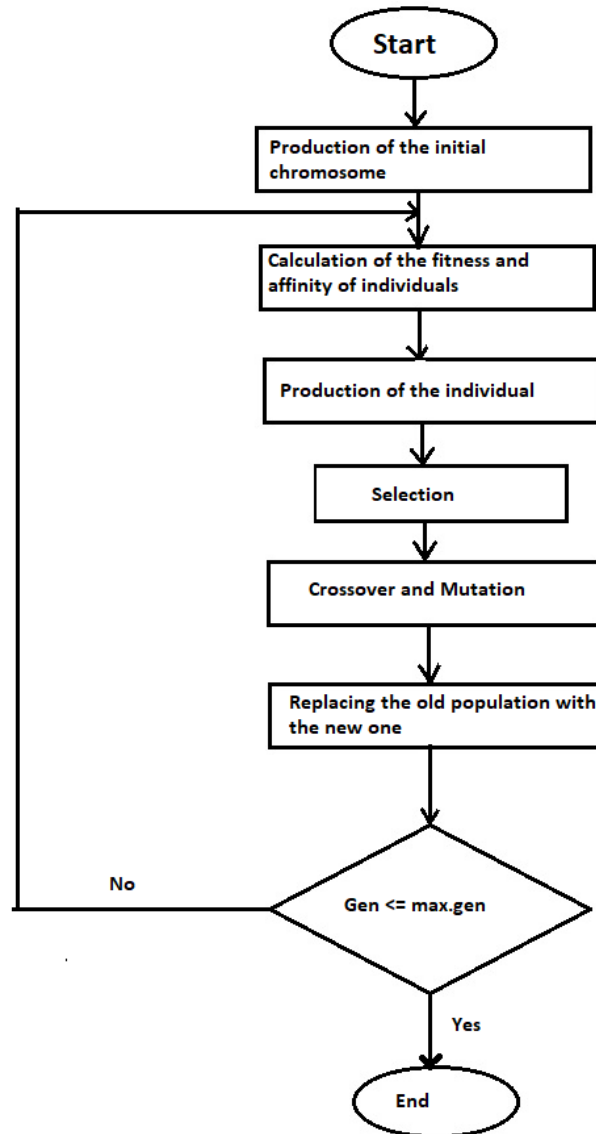 Start
Production of the initial
chromosome
Calculation of the fitness and
affinity of individuals
Production of the individual
Selection
Crossover and Mutation
Replacing the old population with
the new one
Gen <= max.gen
No
Yes
End